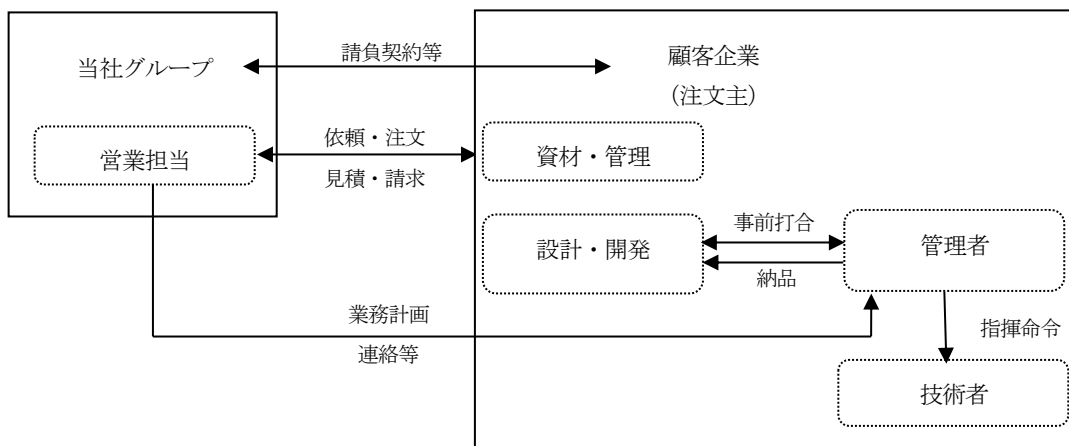 当社グループ
請負契約等
顧客企業
(注文主)
営業担当
依頼・注文
見積・請求
資材・管理
設計・開発
事前打合
納品
管理者
業務計画
連絡等
指揮命令
技術者